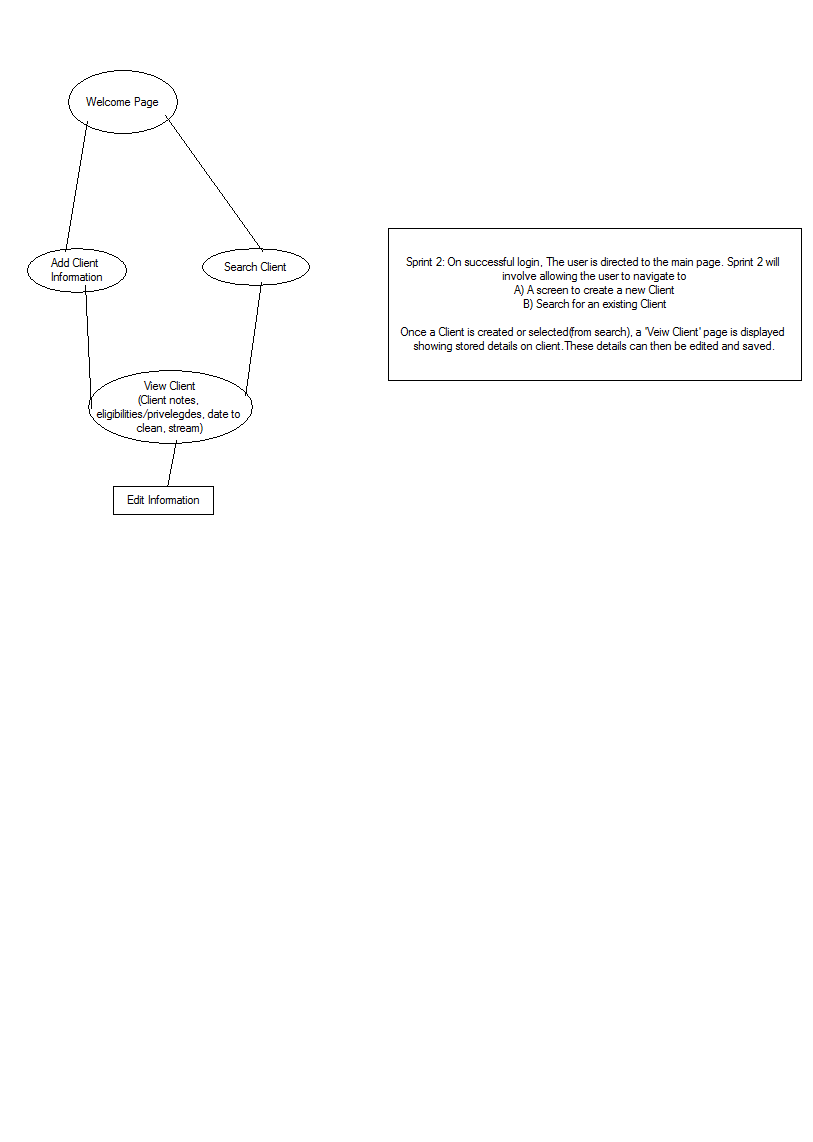 Welcome Page
Add Client
Information
Search Client
View Client
(Client notes,
eligibilities/privelegdes, date to
clean, stream)
Edit Information
Sprint 2: On successful login, The user is directed to the main page. Sprint 2 will
involve allowing the user to navigate to
A) A screen to create a new Client
B) Search for an existing Client
Once a Client is created or selected(from search), a 'Veiw Client' page is displayed
showing stored details on client.These details can then be edited and saved.